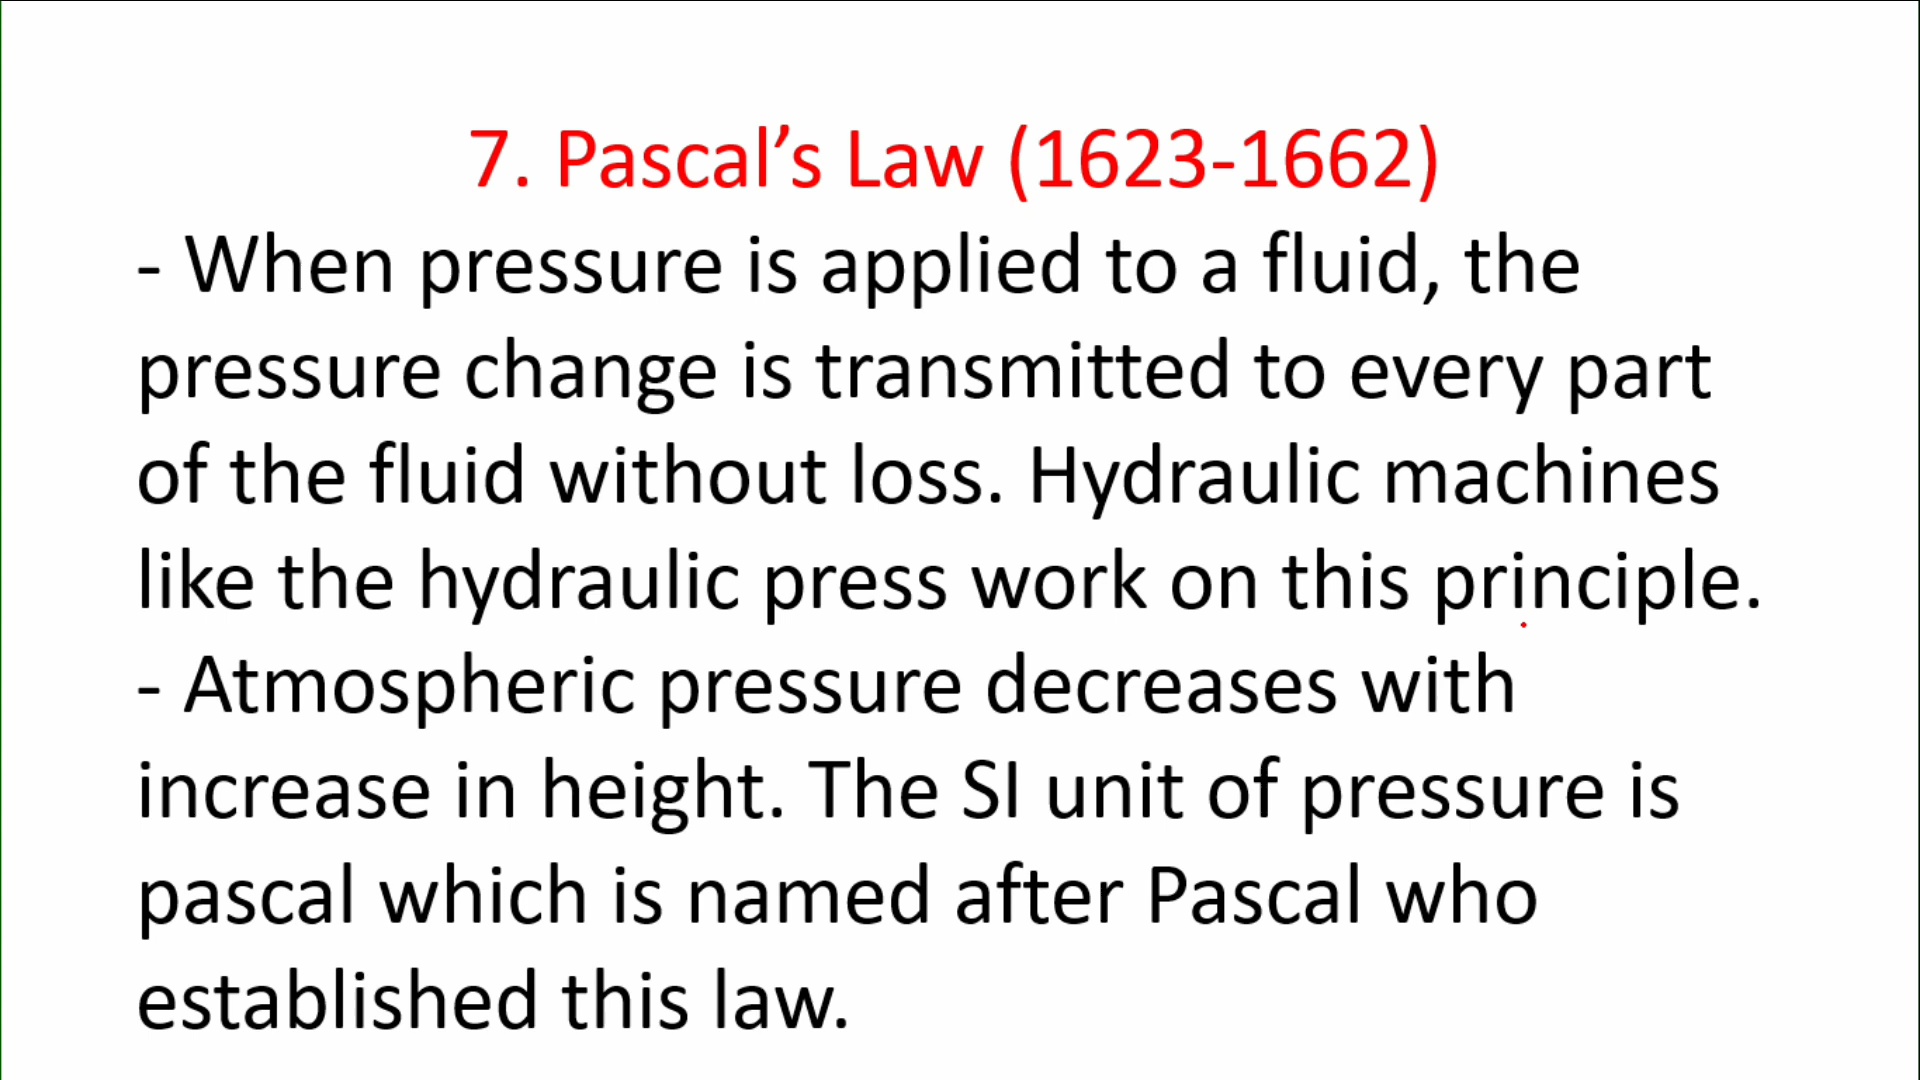 7. Pascal’s Law (1623-1662)
- When pressure is applied to a fluid, the
pressure change is transmitted to every part
of the fluid without loss. Hydraulic machines
like the hydraulic press work on this principle.
- Atmospheric pressure decreases with
increase in height. The SI unit of pressure is
pascal which is named after Pascal who
established this law.